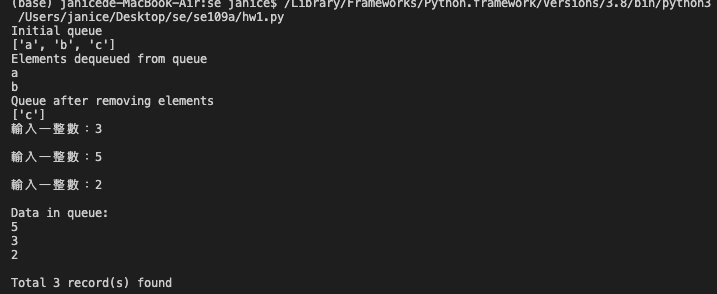 (base) janicede-MacBook-Air:se janice$ /Library/Frameworks/Python.framework/Versions/3.8/bin/python3
/Users/janice/Desktop/se/se109a/hw1.py
Initial queue
['a', 'b', 'c']
Elements dequeued from queue
a
b
Queue after removing elements
['c']
輸入一整數：3
輸入一整數：5
輸入一整數：2
Data in queue:
5
3
2
Total 3 record(s) found